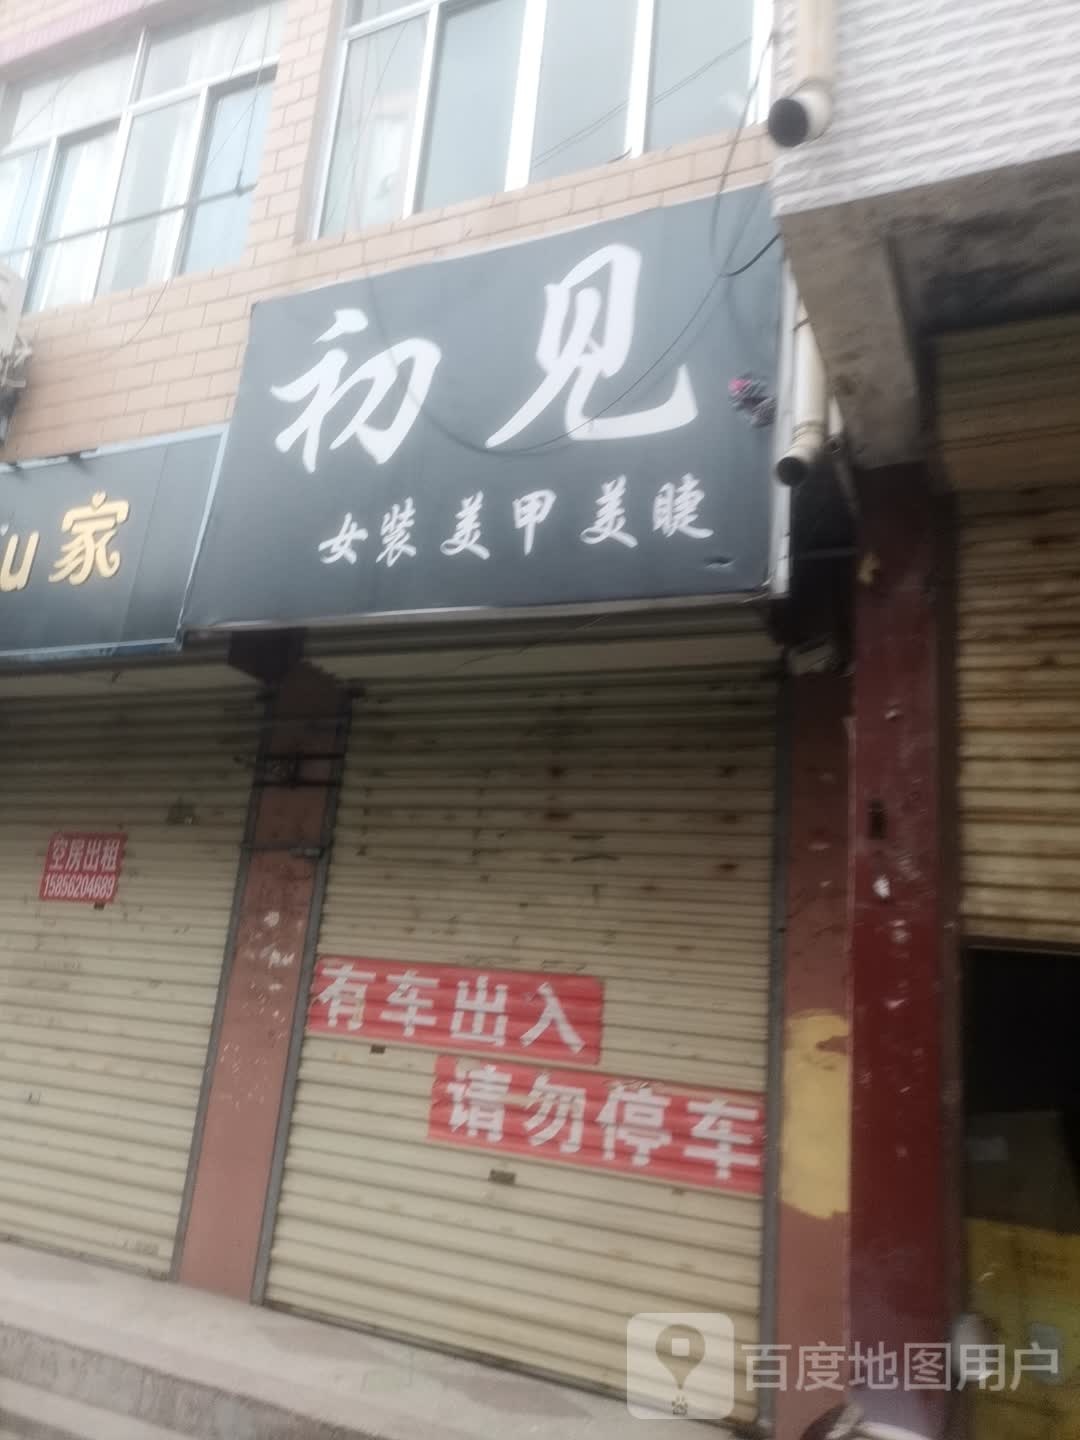 初见
女装 美甲 美睫
u家
空房出租
15856204689
有车出入
请勿停车
百度地图用户